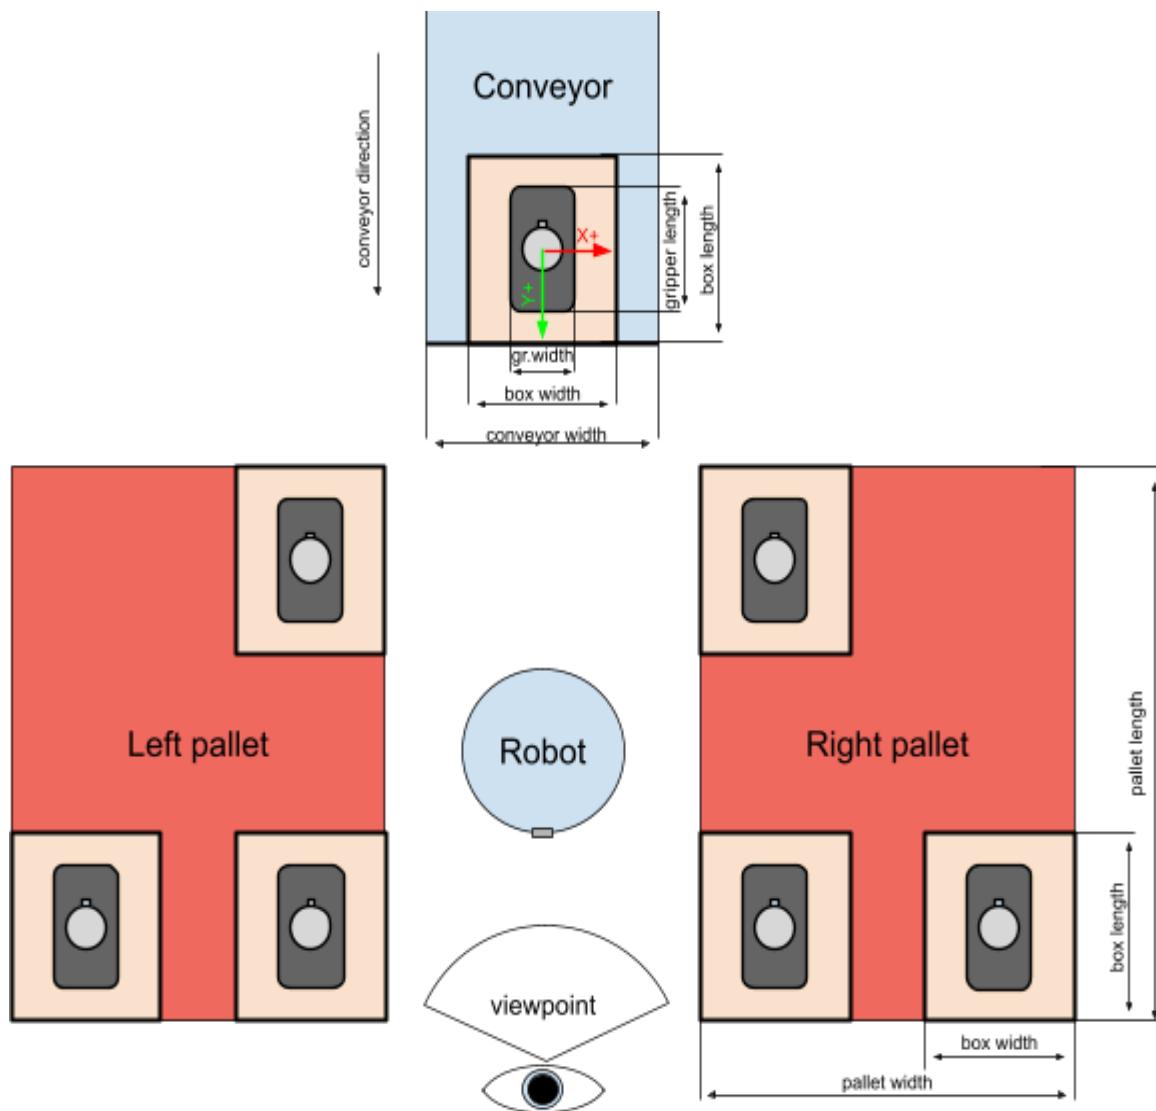 Conveyor
conveyor direction
X+
Y+
gripper length
box length
gr.width
box width
conveyor width
Left pallet
Robot
Right pallet
pallet length
box length
viewpoint
box width
pallet width